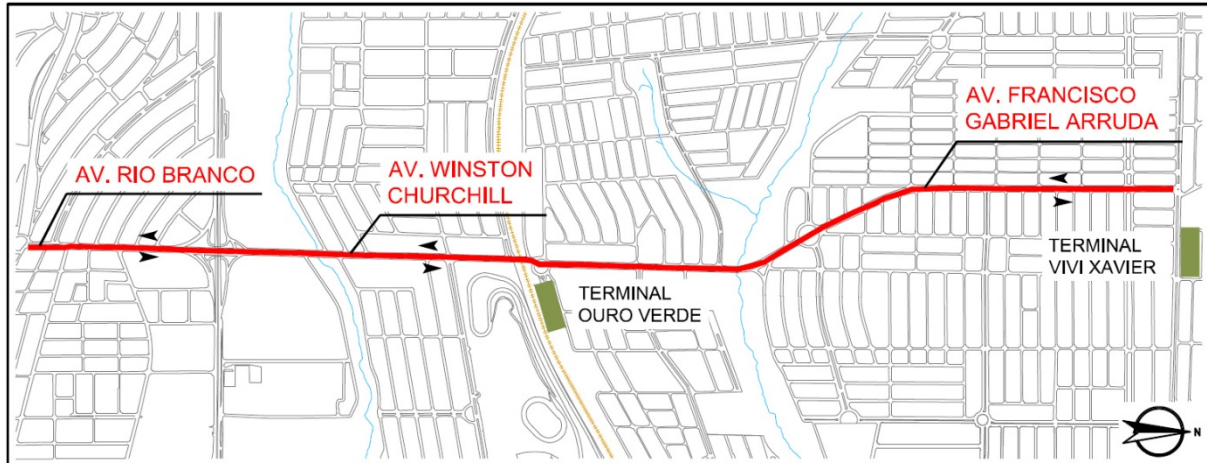 AV. RIO BRANCO
AV. WINSTON
CHURCHILL
AV. FRANCISCO
GABRIEL ARRUDA
TERMINAL
OURO VERDE
TERMINAL
VIVI XAVIER
N